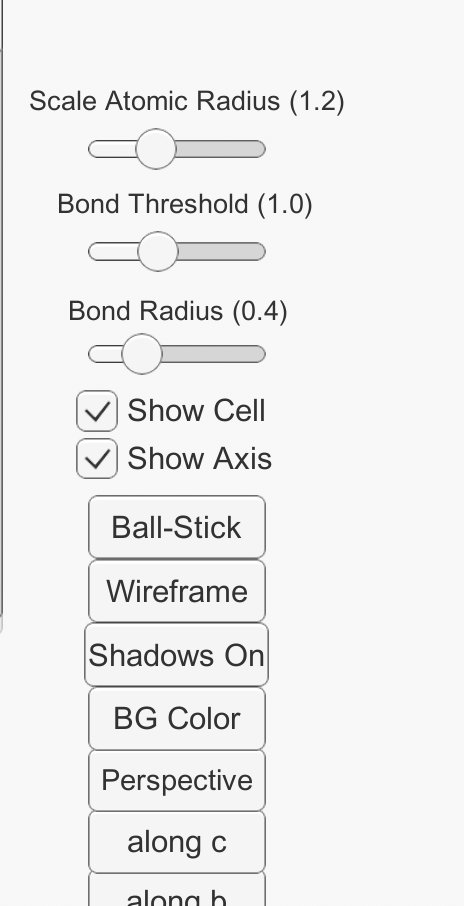 Scale Atomic Radius (1.2)
Bond Threshold (1.0)
Bond Radius (0.4)
Show Cell
Show Axis
Ball-Stick
Wireframe
Shadows On
BG Color
Perspective
along c
along b